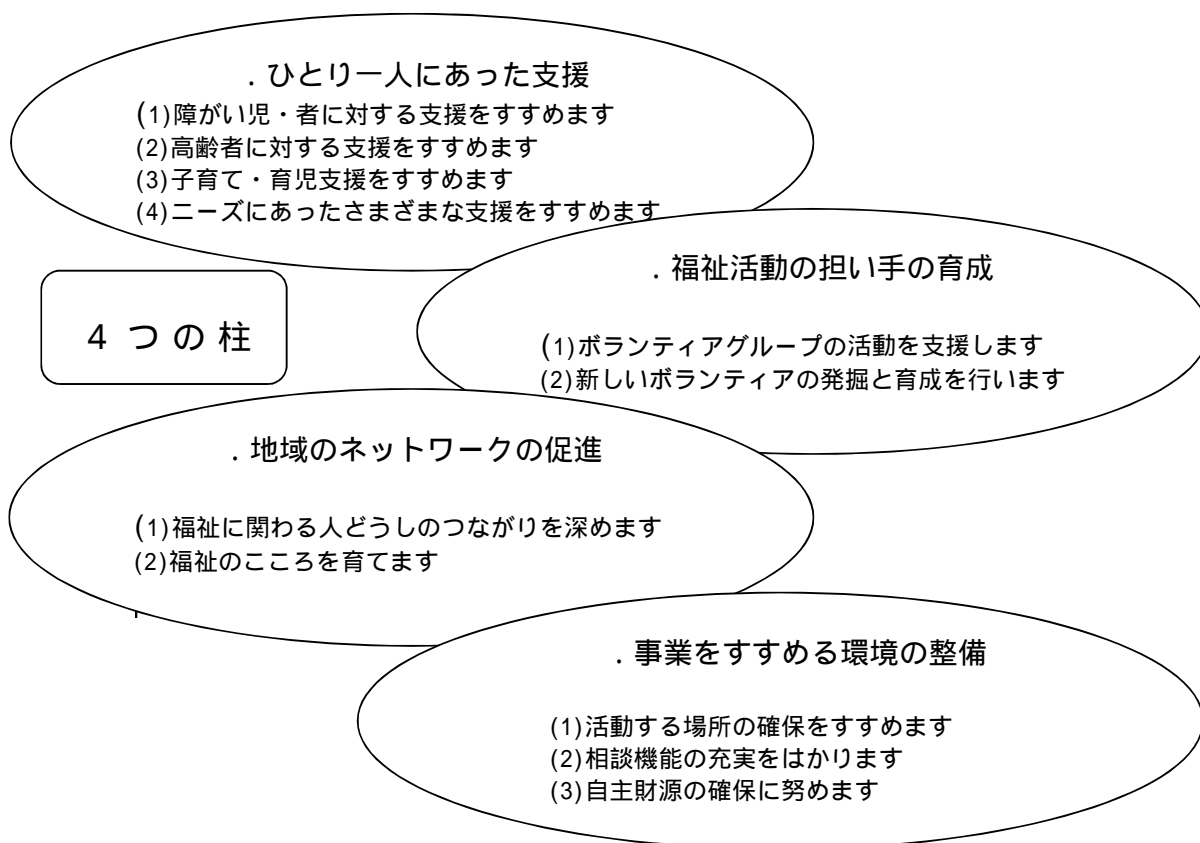 ．ひとり一人にあった支援
(1)障がい児・者に対する支援をすすめます
(2)高齢者に対する支援をすすめます
(3)子育て・育児支援をすすめます
(4)ニーズにあったさまざまな支援をすすめます
．福祉活動の担い手の育成
４つの柱
(1)ボランティアグループの活動を支援します
(2)新しいボランティアの発掘と育成を行います
．地域のネットワークの促進
(1)福祉に関わる人どうしのつながりを深めます
(2)福祉のこころを育てます
．事業をすすめる環境の整備
(1)活動する場所の確保をすすめます
(2)相談機能の充実をはかります
(3)自主財源の確保に努めます